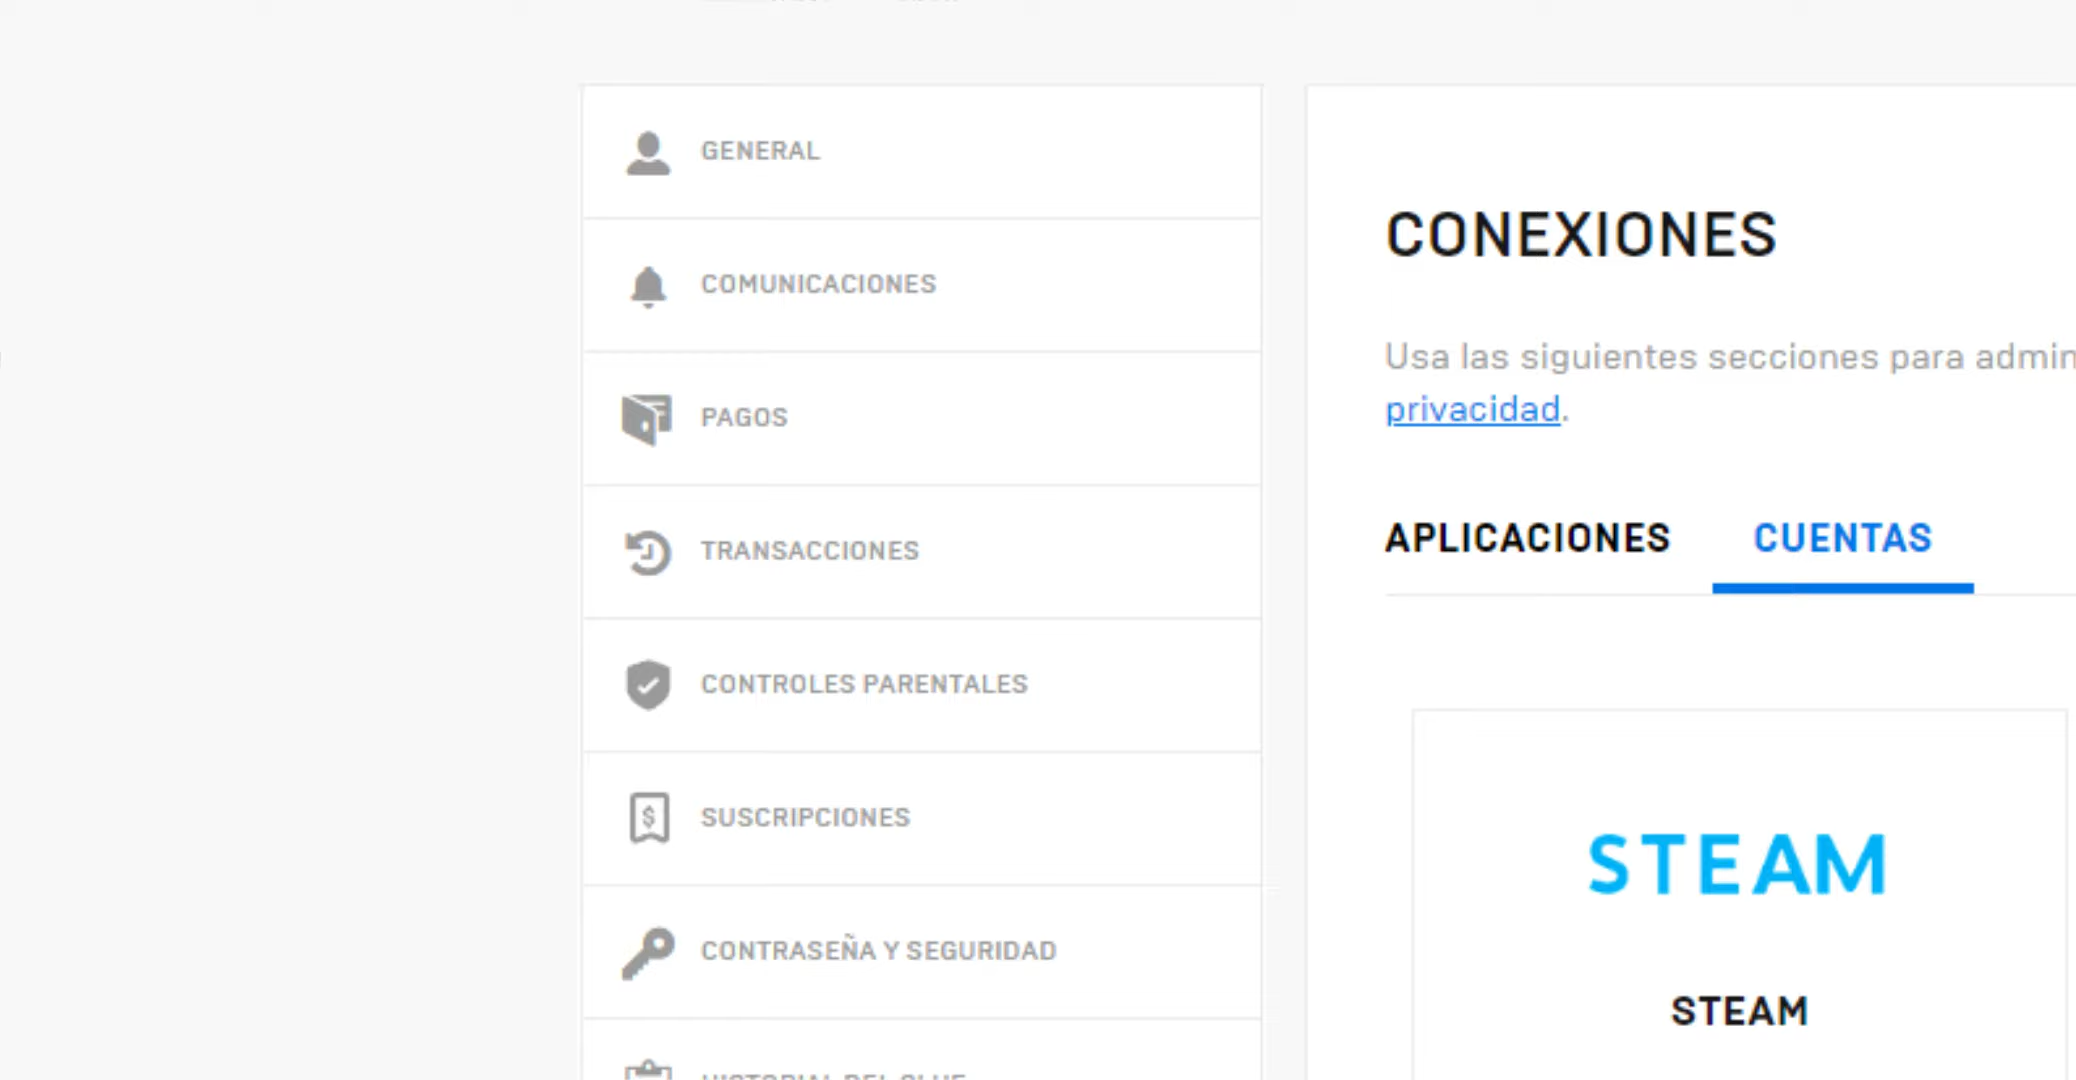 GENERAL
COMUNICACIONES
PAGOS
TRANSACCIONES
CONTROLES PARENTALES
SUSCRIPCIONES
CONTRASEÑA Y SEGURIDAD
CONEXIONES
Usa las siguientes secciones para admin
privacidad.
APLICACIONES CUENTAS
STEAM
STEAM